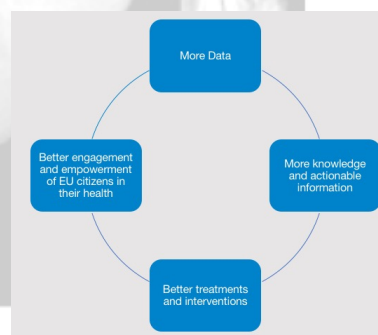 More Data
More knowledge
and actionable
information
Better treatments
and interventions
Better engagement
and empowerment
of EU citizens in
their health